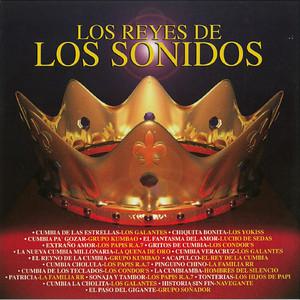 LOS REYES DE
LOS SONIDOS
• CUMBIA DE LAS ESTRELLAS-LOS GALANTES • CHIQUITA BONITA-LOS YOKISS
• CUMBIA PA' GOZAR-GRUPO KUMBAO • EL FANTASMA DEL AMOR-LUCHO DE SEDAS
• EXTRAÑO AMOR-LOS PAPIS R.A.7 • GRITOS DE CUMBIA-LOS CONDOR'S
• LA NUEVA CUMBIA MILLONARIA-LA QUENA DE ORO • CUMBIA VERACRUZ-LOS GALANTES
• EL REYNO DE LA CUMBIA-GRUPO KUMBAO • ACAPULCO-EL REY DE LA CUMBIA
• CUMBIA CHOLULA-LOS PAPIS R.A.7 • PINGUINO CHINO-LA FAMILIA RR
• CUMBIA DE LOS TECLADOS-LOS CONDOR'S • LA CUMBIAMBA-HOMBRES DEL SILENCIO
• PATRICIA-LA FAMILIA RR • SONAJA Y TAMBOR-LOS PAPIS R.A.7 • TONTERIAS-LOS HIJOS DE PAPI
• CUMBIA LA CHOLITA-LOS GALANTES • HISTORIA SIN FIN-NAVEGANTE
• EL PASO DEL GIGANTE-GRUPO SOÑADOR